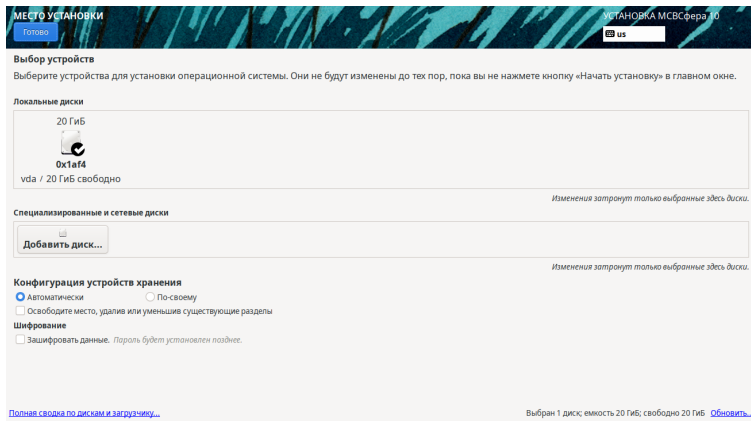 МЕСТО УСТАНОВКИ
УСТАНОВКА МСВСфера 10
Готово
us
Выбор устройств
Выберите устройства для установки операционной системы. Они не будут изменены до тех пор, пока вы не нажмете кнопку «Начать установку» в главном окне.
Локальные диски
20 ГиБ
0x1af4
vda / 20 ГиБ свободно
Изменения затронут только выбранные здесь диски.
Специализированные и сетевые диски
Добавить диск...
Изменения затронут только выбранные здесь диски.
Конфигурация устройств хранения
Автоматически
По-своему
Освободите место, удалив или уменьшив существующие разделы
Шифрование
Зашифровать данные. Пароль будет установлен позднее.
Полная сводка по дискам и загрузчику...
Выбран 1 диск; емкость 20 ГиБ; свободно 20 ГиБ Обновить...